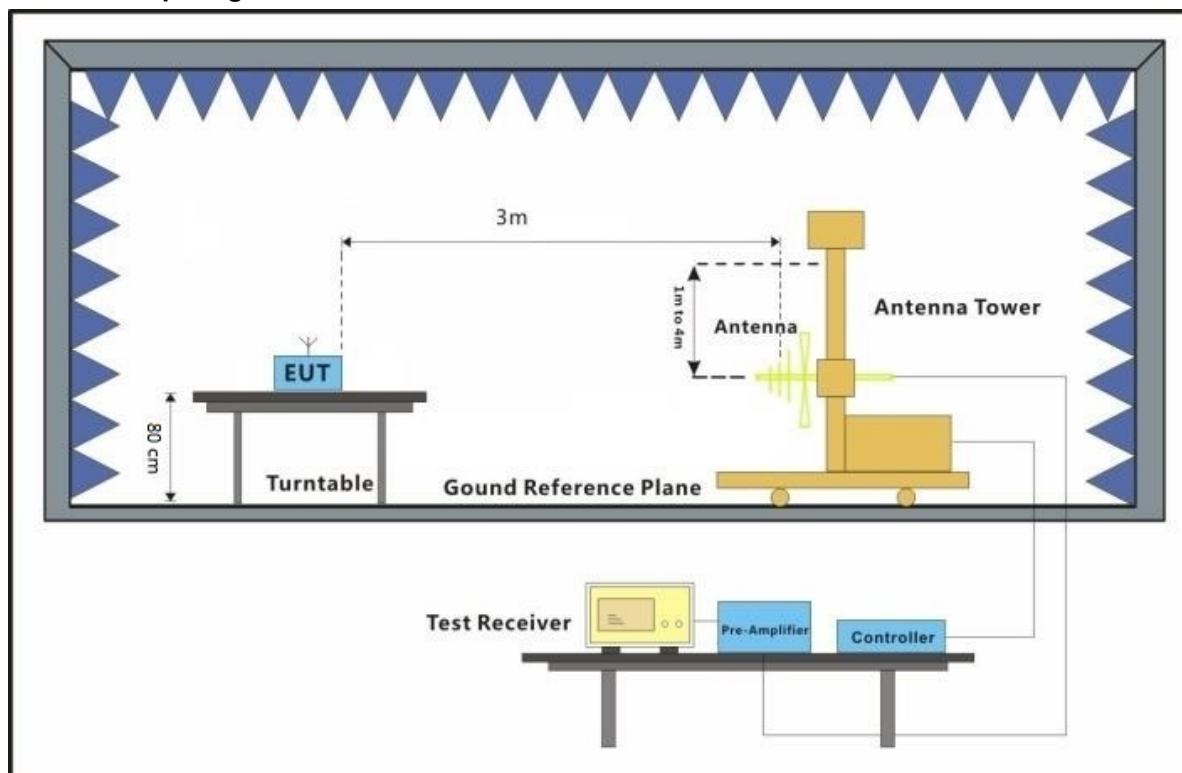 3m
1m to 4m
Antenna
Antenna Tower
EUT
80 cm
Turntable
Gound Reference Plane
Test Receiver
Pre-Amplifier
Controller